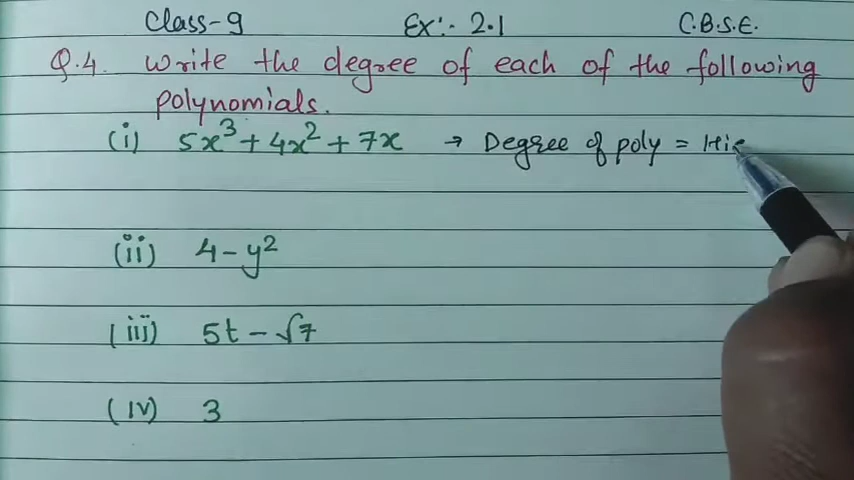 Class-9 Ex:- 2.1 C.B.S.E.
Q.4. Write the degree of each of the following
polynomials.
(i) 5x³ + 4x² + 7x → Degree of poly = Hi
(ii) 4 - y²
(iii) 5t - √7
(iv) 3